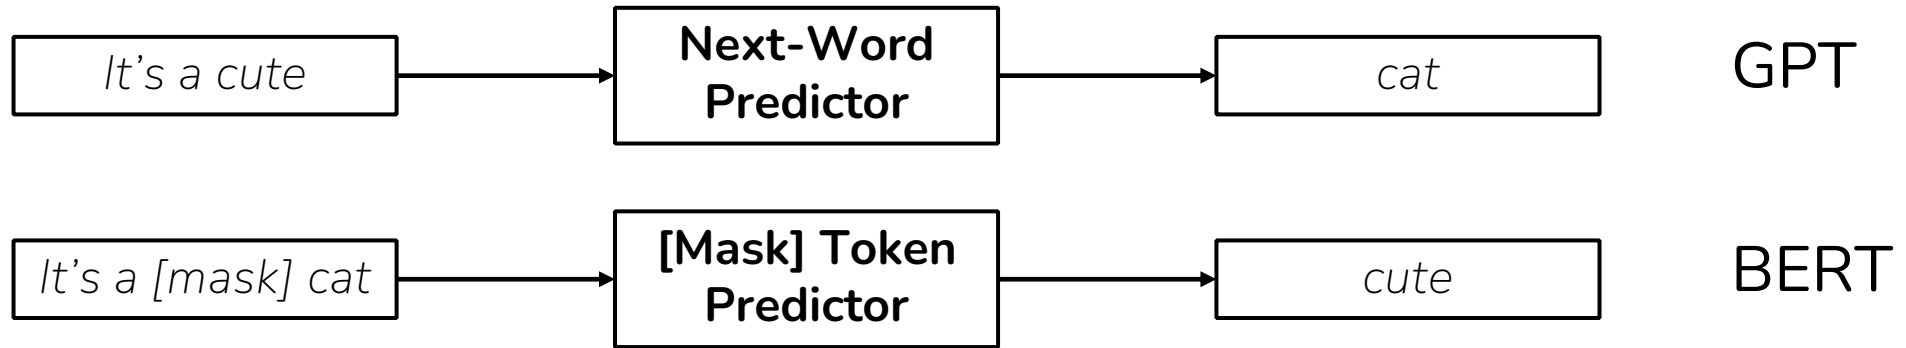 It's a cute
Next-Word
Predictor
cat
GPT
It's a [mask] cat
[Mask] Token
Predictor
cute
BERT